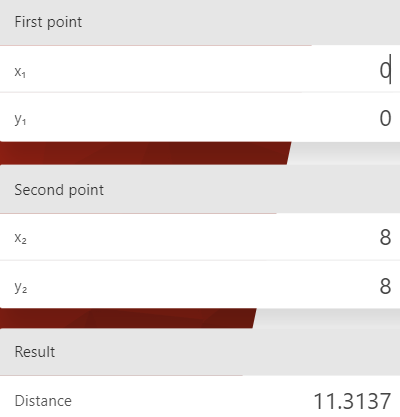 First point
x₁ 0
y₁ 0
Second point
x₂ 8
y₂ 8
Result
Distance 11.3137